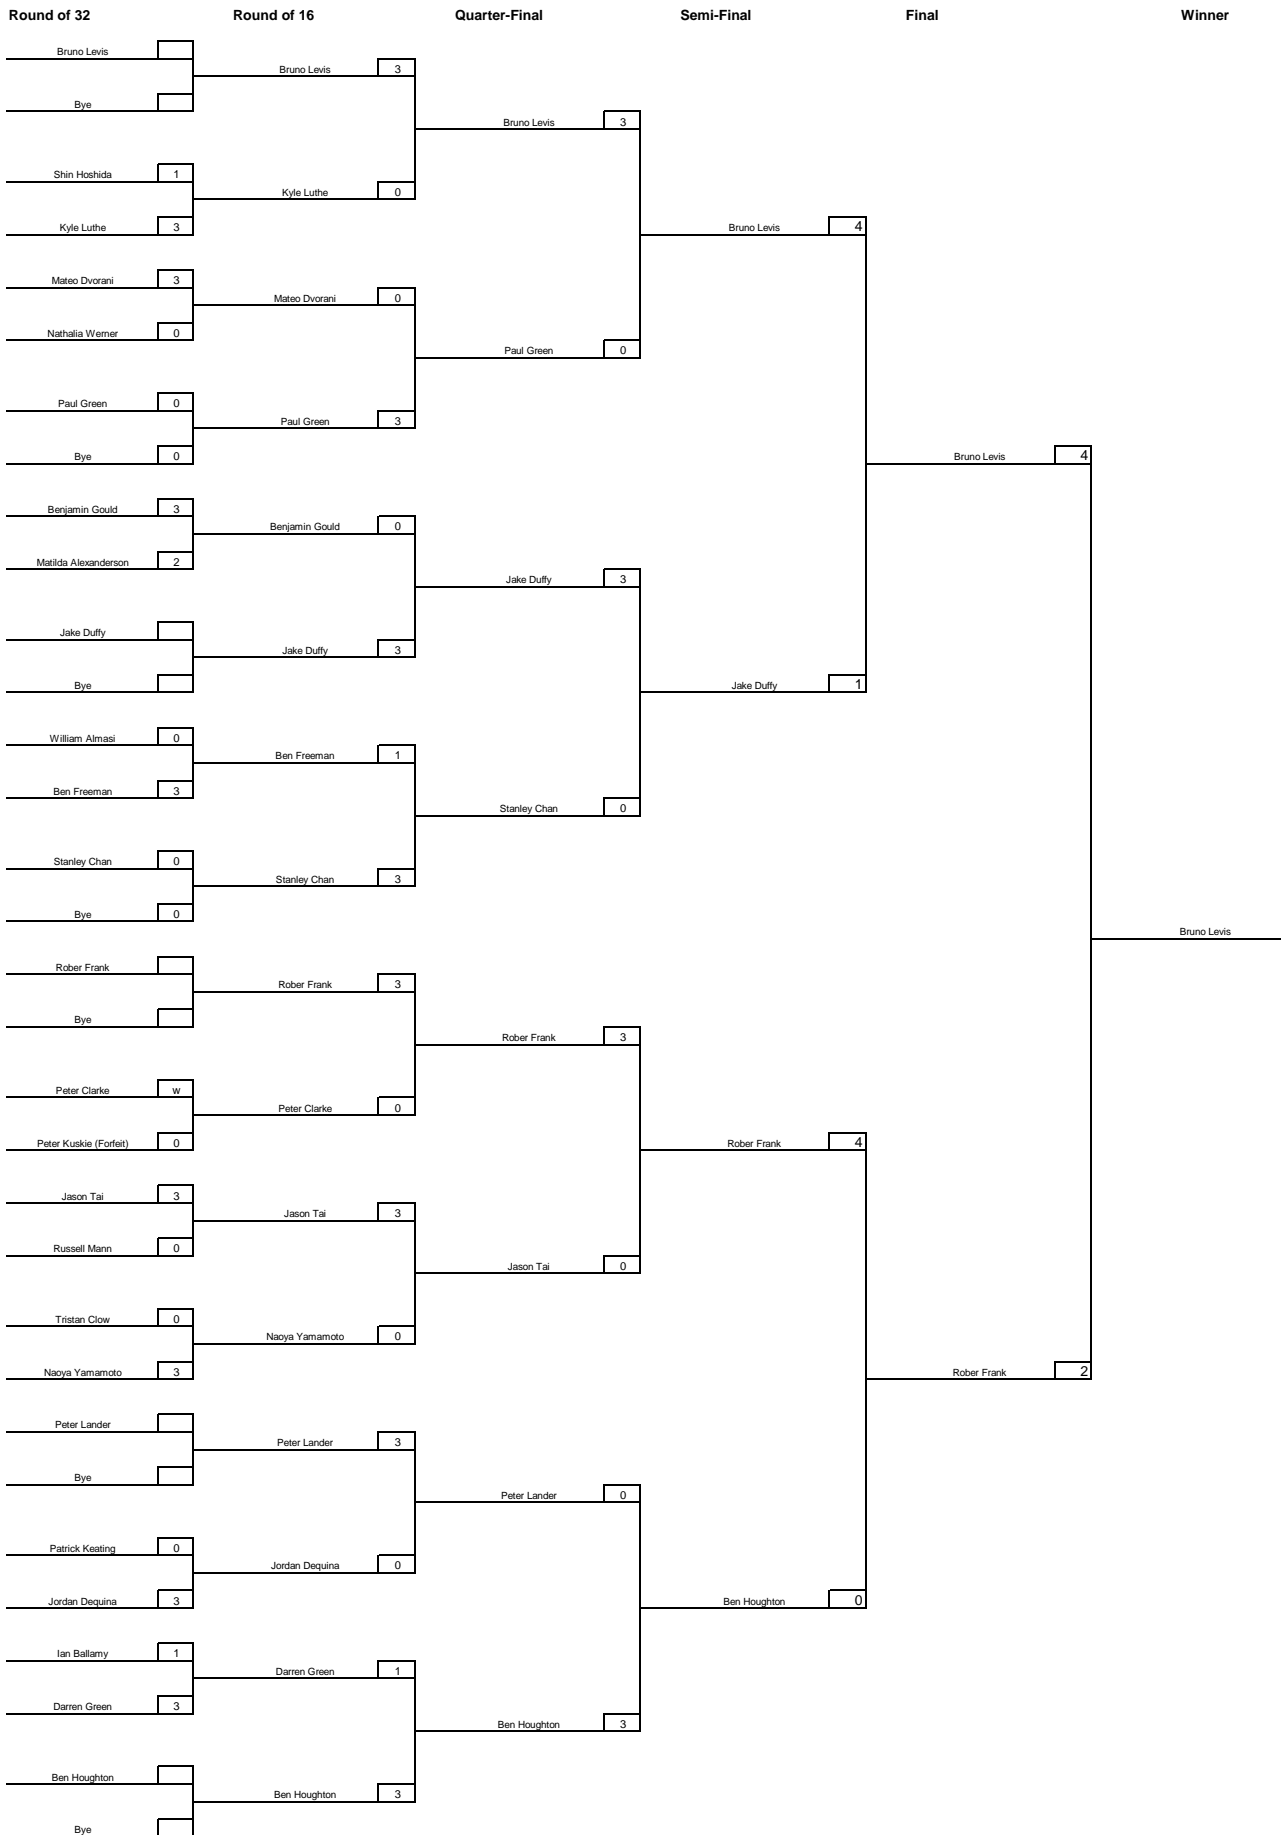 Round of 32 Round of 16 Quarter-Final Semi-Final Final Winner
Bruno Levis
Bruno Levis 3
Bye
Bruno Levis 3
Shin Hoshida 1
Kyle Luthe 0
Kyle Luthe 3
Bruno Levis 4
Mateo Dvorani 3
Mateo Dvorani 0
Nathalia Werner 0
Paul Green 0
Paul Green 0
Paul Green 3
Bye 0
Bruno Levis 4
Benjamin Gould 3
Benjamin Gould 0
Matilda Alexanderson 2
Jake Duffy 3
Jake Duffy
Jake Duffy 3
Bye
Jake Duffy 1
William Almasi 0
Ben Freeman 1
Ben Freeman 3
Stanley Chan 0
Stanley Chan 0
Stanley Chan 3
Bye 0
Bruno Levis
Rober Frank
Rober Frank 3
Bye
Rober Frank 3
Peter Clarke w
Peter Clarke 0
Peter Kuskie (Forfeit) 0
Rober Frank 4
Jason Tai 3
Jason Tai 3
Russell Mann 0
Jason Tai 0
Tristan Clow 0
Naoya Yamamoto 0
Naoya Yamamoto 3
Rober Frank 2
Peter Lander
Peter Lander 3
Bye
Peter Lander 0
Patrick Keating 0
Jordan Dequina 0
Jordan Dequina 3
Ben Houghton 0
Ian Ballamy 1
Darren Green 1
Darren Green 3
Ben Houghton 3
Ben Houghton
Ben Houghton 3
Bye